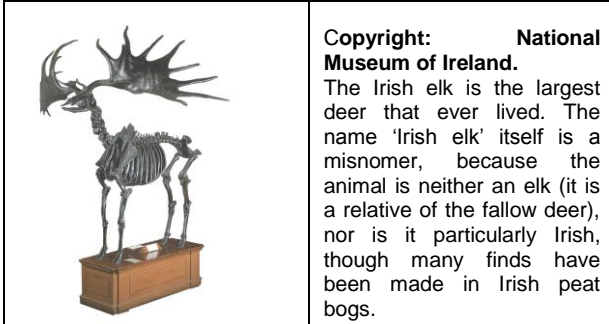 Copyright: National
Museum of Ireland.
The Irish elk is the largest
deer that ever lived. The
name ‘Irish elk’ itself is a
misnomer, because the
animal is neither an elk (it is
a relative of the fallow deer),
nor is it particularly Irish,
though many finds have
been made in Irish peat
bogs.